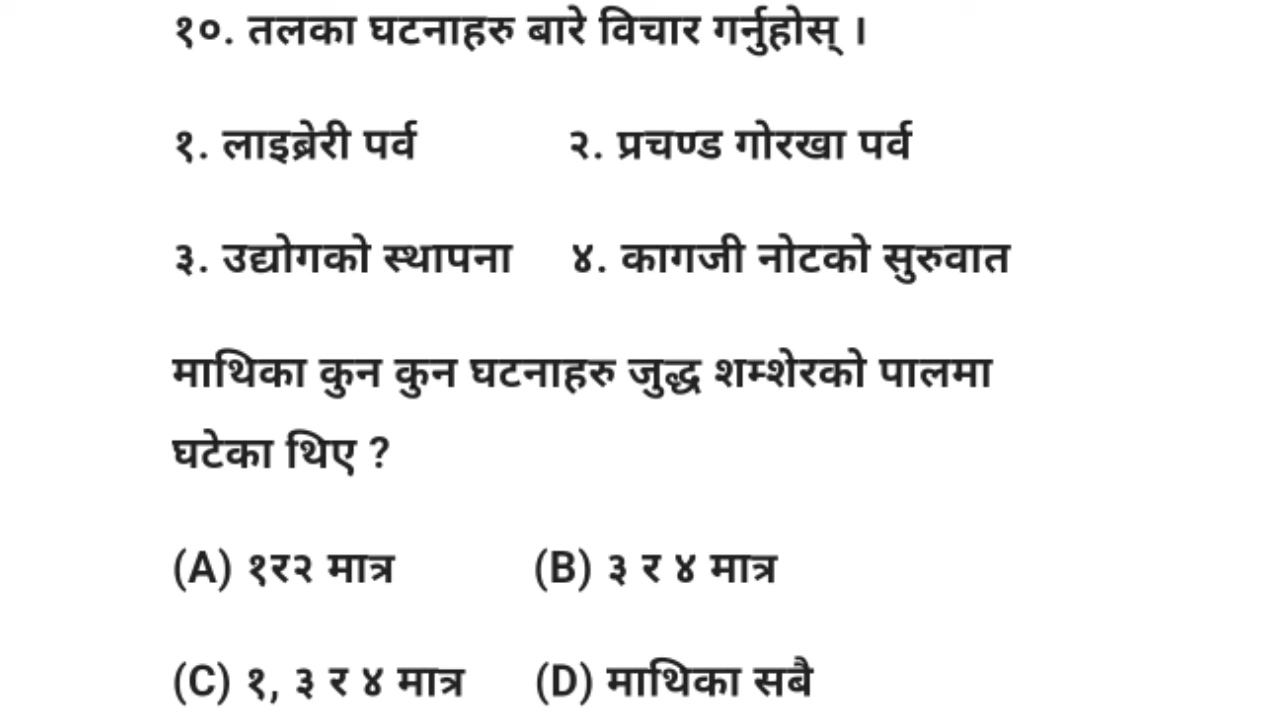 १०. तलका घटनाहरु बारे विचार गर्नुहोस् ।
१. लाइब्रेरी पर्व २. प्रचण्ड गोरखा पर्व
३. उद्योगको स्थापना ४. कागजी नोटको सुरुवात
माथिका कुन कुन घटनाहरु जुद्ध शम्शेरको पालमा
घटेका थिए ?
(A) १र२ मात्र (B) ३ र ४ मात्र
(C) १, ३ र ४ मात्र (D) माथिका सबै